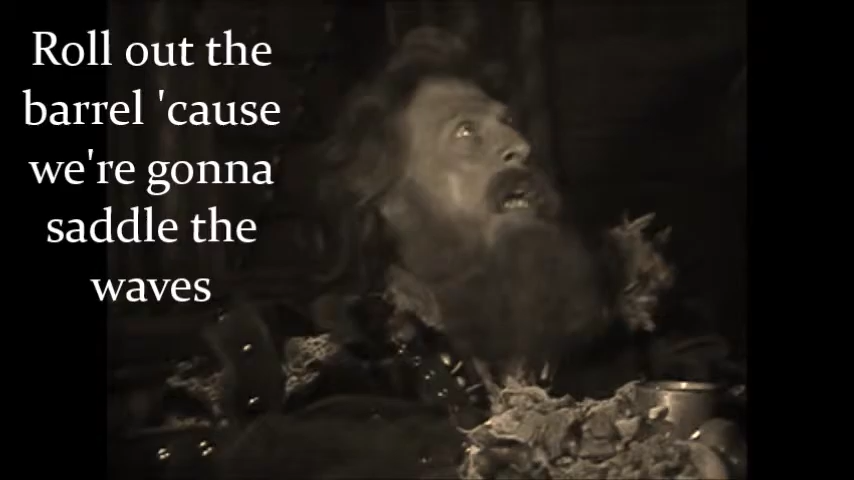 Roll out the
barrel 'cause
we're gonna
saddle the
waves